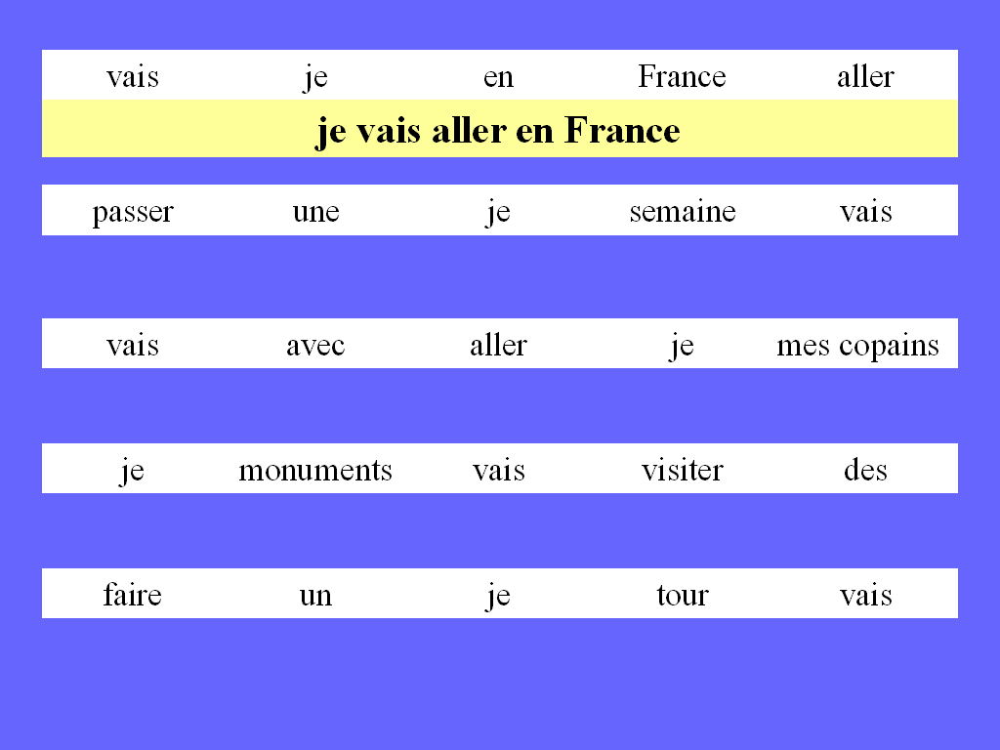 vais je en France aller
je vais aller en France
passer une je semaine vais
vais avec aller je mes copains
je monuments vais visiter des
faire un je tour vais